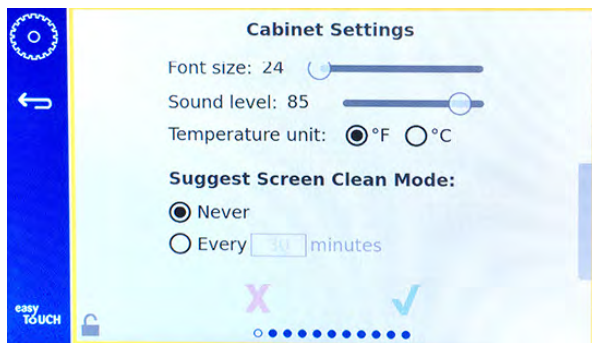 Cabinet Settings
Font size: 24
Sound level: 85
Temperature unit: °F °C
Suggest Screen Clean Mode:
Never
Every 30 minutes
easy
TOUCH